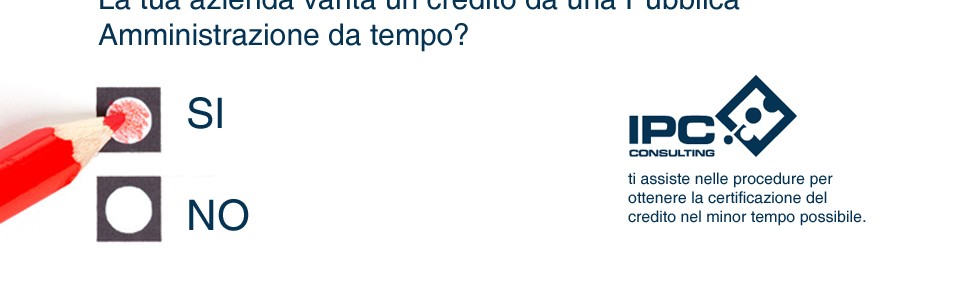 La tua azienda vanta un credito da una Pubblica
Amministrazione da tempo?
SI
NO
IPC
CONSULTING
ti assiste nelle procedure per
ottenere la certificazione del
credito nel minor tempo possibile.